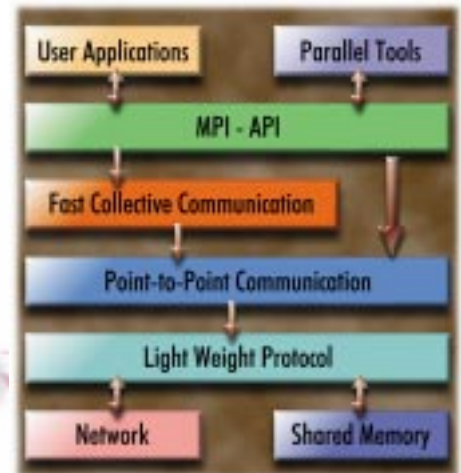 User Applications
Parallel Tools
MPI - API
Fast Collective Communication
Point-to-Point Communication
Light Weight Protocol
Network
Shared Memory